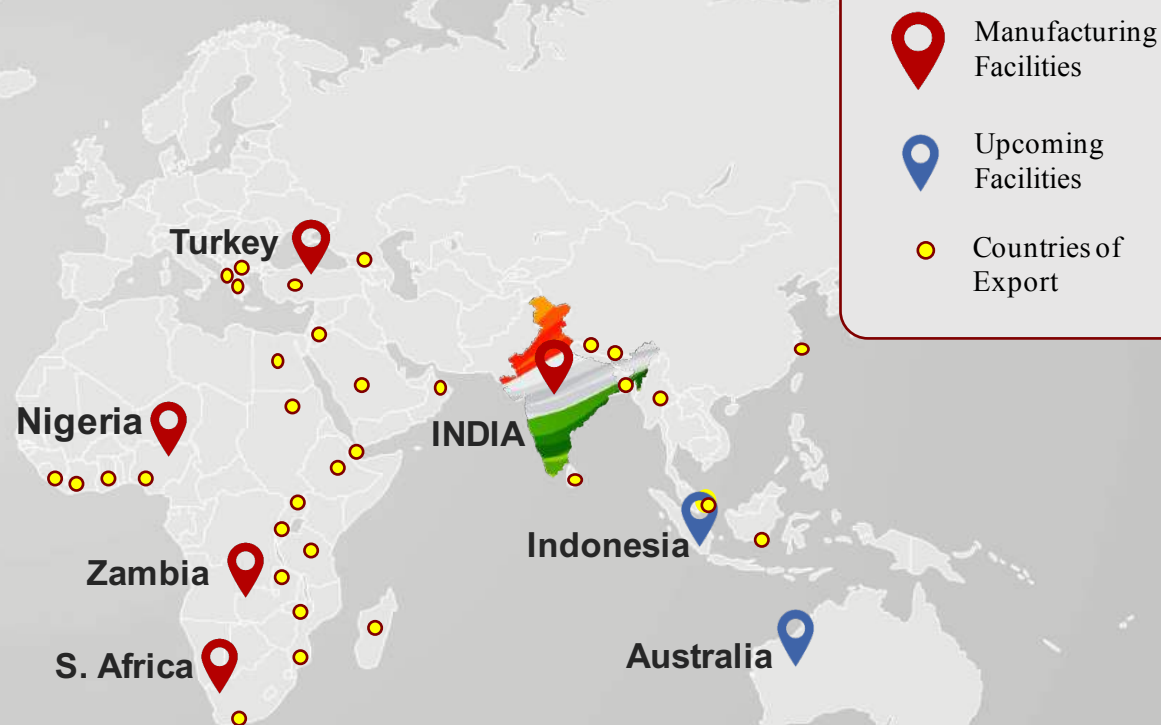 Manufacturing
Facilities
Upcoming
Facilities
Countries of
Export
Turkey
Nigeria
INDIA
Indonesia
Zambia
S. Africa
Australia